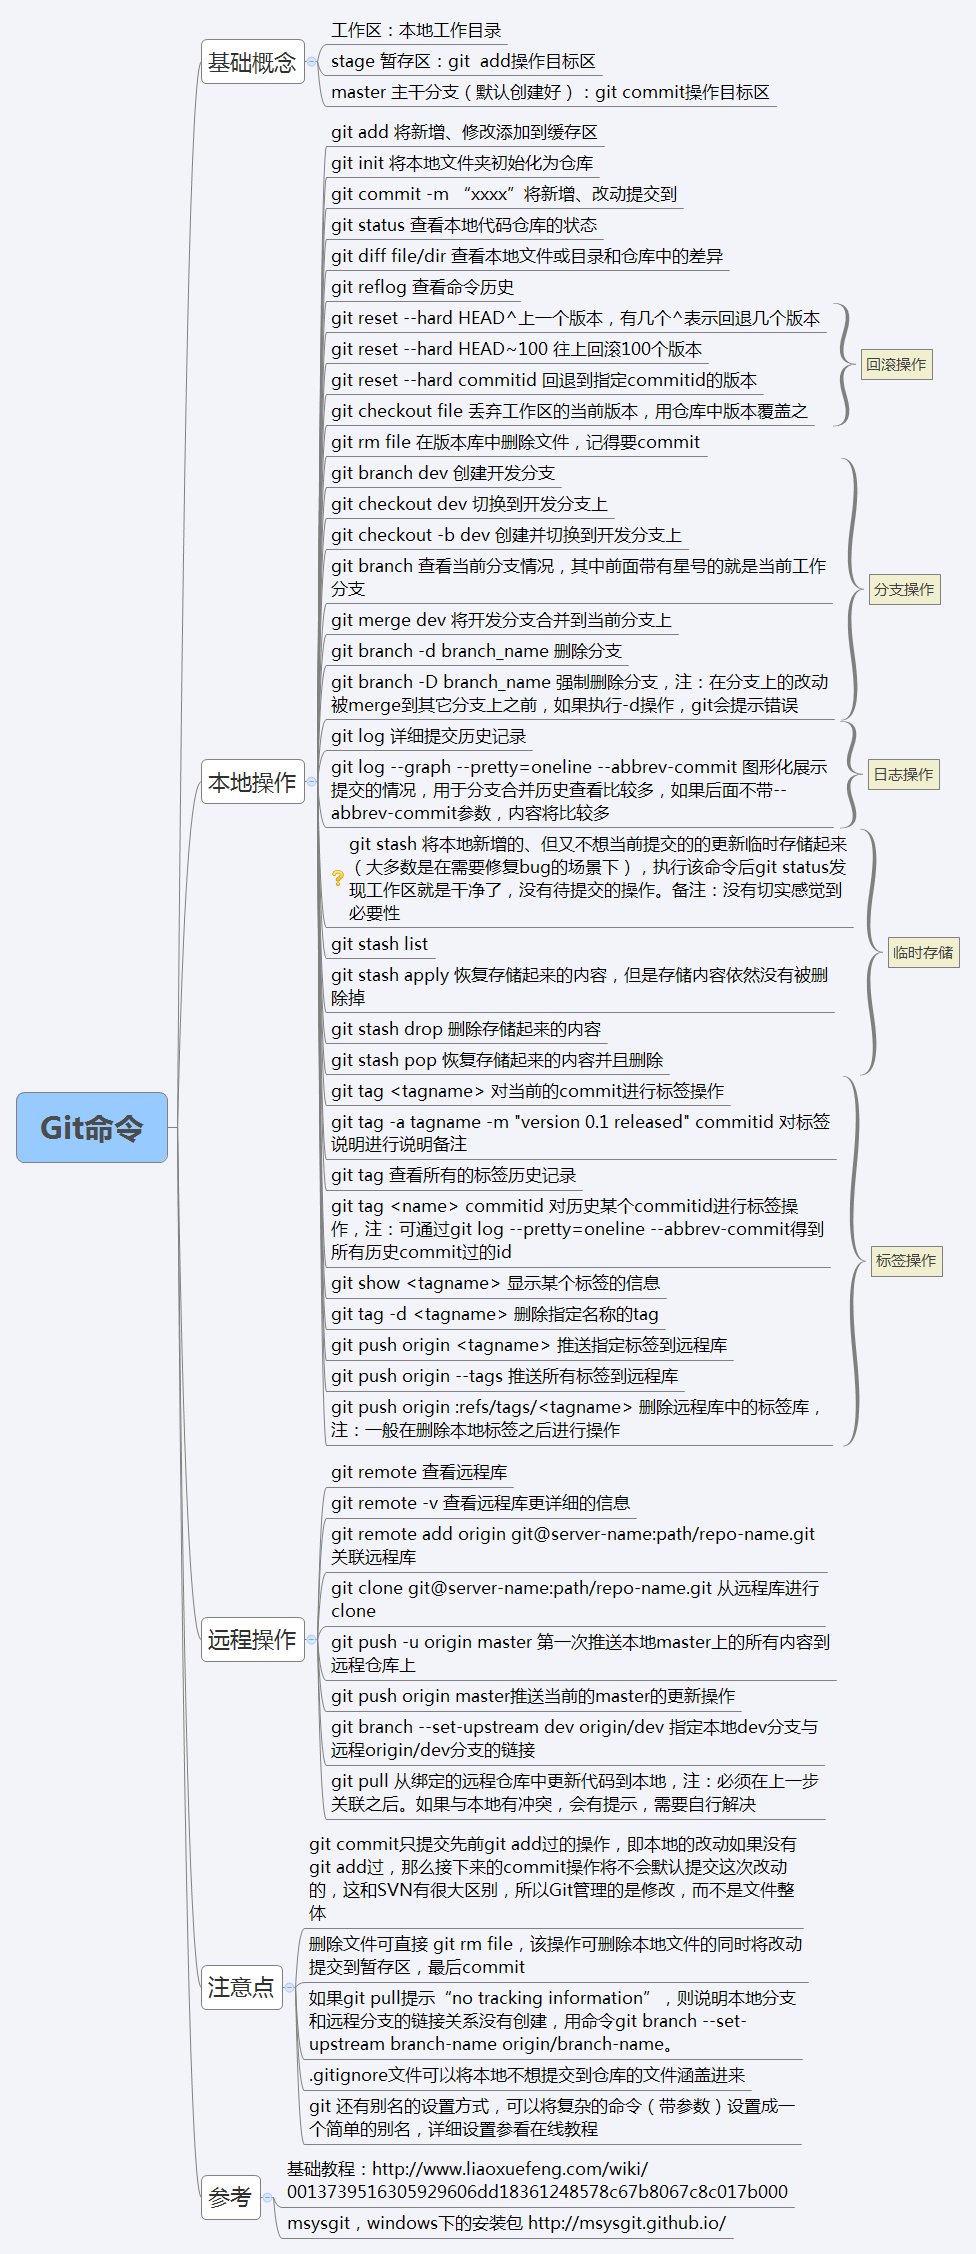 Git命令
基础概念
工作区：本地工作目录
stage 暂存区：git  add操作目标区
master 主干分支（默认创建好）：git commit操作目标区
本地操作
git add 将新增、修改添加到缓存区
git init 将本地文件夹初始化为仓库
git commit -m “xxxx”将新增、改动提交到
git status 查看本地代码仓库的状态
git diff file/dir 查看本地文件或目录和仓库中的差异
git reflog 查看命令历史
git reset --hard HEAD^上一个版本，有几个^表示回退几个版本
git reset --hard HEAD~100 往上回滚100个版本
git reset --hard commitid 回退到指定commitid的版本
git checkout file 丢弃工作区的当前版本，用仓库中版本覆盖之
回滚操作
git rm file 在版本库中删除文件，记得要commit
git branch dev 创建开发分支
git checkout dev 切换到开发分支上
git checkout -b dev 创建并切换到开发分支上
git branch 查看当前分支情况，其中前面带有星号的就是当前工作
分支
git merge dev 将开发分支合并到当前分支上
git branch -d branch_name 删除分支
git branch -D branch_name 强制删除分支，注：在分支上的改动
被merge到其它分支上之前，如果执行-d操作，git会提示错误
分支操作
git log 详细提交历史记录
git log --graph --pretty=oneline --abbrev-commit 图形化展示
提交的情况，用于分支合并历史查看比较多，如果后面不带--
abbrev-commit参数，内容将比较多
日志操作
git stash 将本地新增的、但又不想当前提交的的更新临时存储起来
（大多数是在需要修复bug的场景下），执行该命令后git status发
现工作区就是干净了，没有待提交的操作。备注：没有切实感觉到
必要性
git stash list
git stash apply 恢复存储起来的内容，但是存储内容依然没有被删
除掉
git stash drop 删除存储起来的内容
git stash pop 恢复存储起来的内容并且删除
临时存储
git tag <tagname> 对当前的commit进行标签操作
git tag -a tagname -m "version 0.1 released" commitid 对标签
说明进行说明备注
git tag 查看所有的标签历史记录
git tag <name> commitid 对历史某个commitid进行标签操
作，注：可通过git log --pretty=oneline --abbrev-commit得到
所有历史commit过的id
git show <tagname> 显示某个标签的信息
git tag -d <tagname> 删除指定名称的tag
git push origin <tagname> 推送指定标签到远程库
git push origin --tags 推送所有标签到远程库
git push origin :refs/tags/<tagname> 删除远程库中的标签库，
注：一般在删除本地标签之后进行操作
标签操作
远程操作
git remote 查看远程库
git remote -v 查看远程库更详细的信息
git remote add origin git@server-name:path/repo-name.git
关联远程库
git clone git@server-name:path/repo-name.git 从远程库进行
clone
git push -u origin master 第一次推送本地master上的所有内容到
远程仓库上
git push origin master推送当前的master的更新操作
git branch --set-upstream dev origin/dev 指定本地dev分支与
远程origin/dev分支的链接
git pull 从绑定的远程仓库中更新代码到本地，注：必须在上一步
关联之后。如果与本地有冲突，会有提示，需要自行解决
注意点
git commit只提交先前git add过的操作，即本地的改动如果没有
git add过，那么接下来的commit操作将不会默认提交这次改动
的，这和SVN有很大区别，所以Git管理的是修改，而不是文件整
体
删除文件可直接 git rm file，该操作可删除本地文件的同时将改动
提交到暂存区，最后commit
如果git pull提示“no tracking information”，则说明本地分支
和远程分支的链接关系没有创建，用命令git branch --set-
upstream branch-name origin/branch-name。
.gitignore文件可以将本地不想提交到仓库的文件涵盖进来
git 还有别名的设置方式，可以将复杂的命令（带参数）设置成一
个简单的别名，详细设置参看在线教程
参考
基础教程：http://www.liaoxuefeng.com/wiki/
0013739516305929606dd18361248578c67b8067c8c017b000
msysgit，windows下的安装包 http://msysgit.github.io/